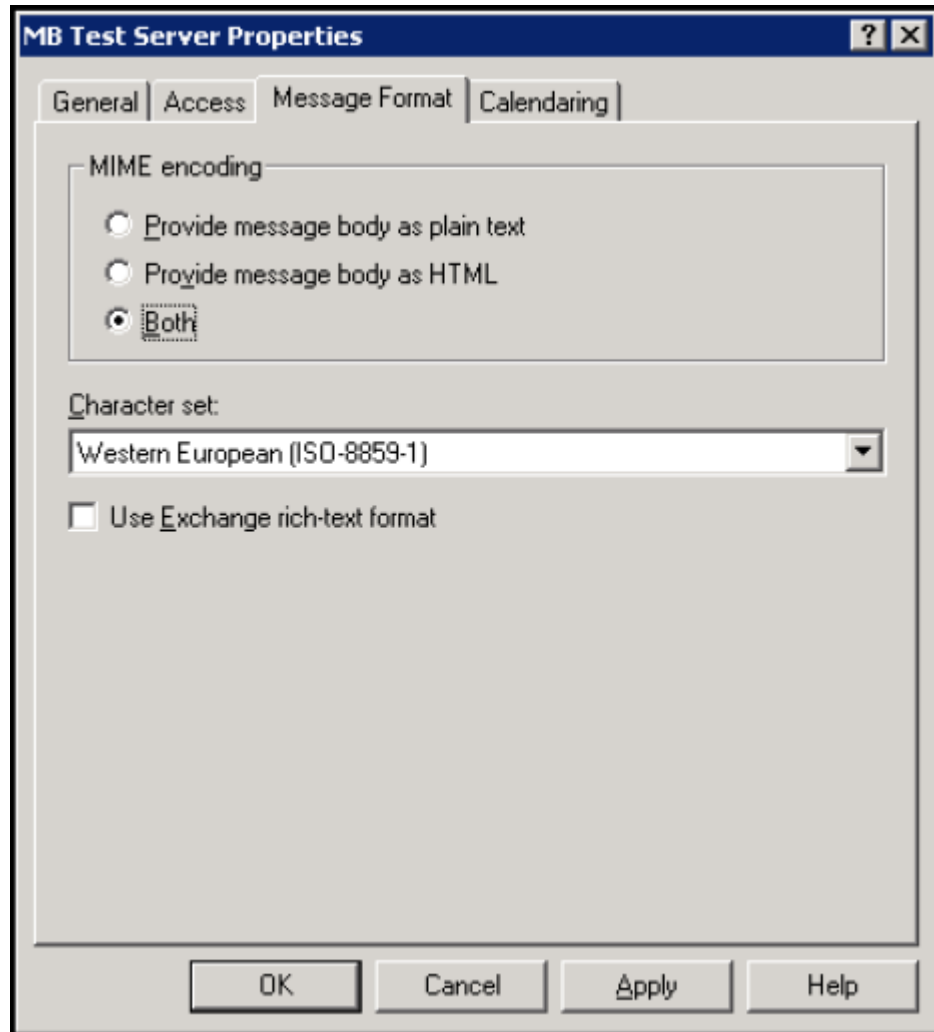 MB Test Server Properties
General Access Message Format Calendaring
MIME encoding
Provide message body as plain text
Provide message body as HTML
Both
Character set:
Western European (ISO-8859-1)
Use Exchange rich-text format
OK Cancel Apply Help